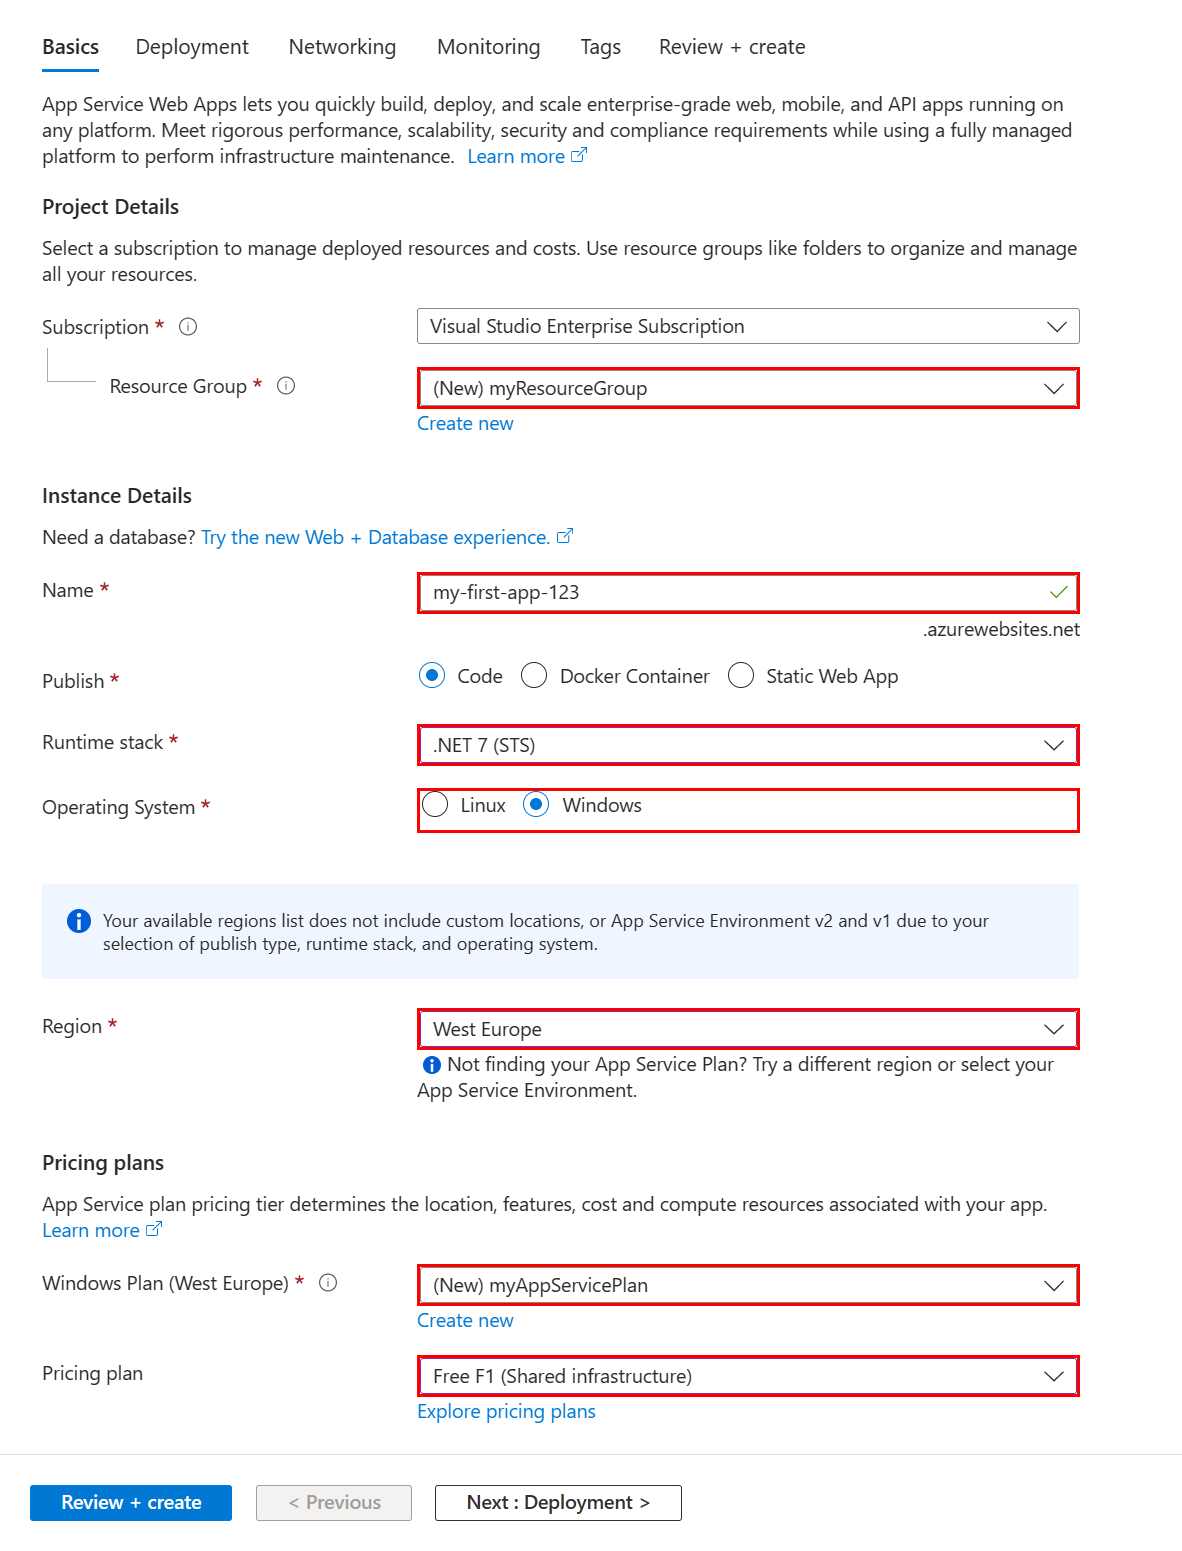 Basics Deployment Networking Monitoring Tags Review + create
App Service Web Apps lets you quickly build, deploy, and scale enterprise-grade web, mobile, and API apps running on
any platform. Meet rigorous performance, scalability, security and compliance requirements while using a fully managed
platform to perform infrastructure maintenance. Learn more
Project Details
Select a subscription to manage deployed resources and costs. Use resource groups like folders to organize and manage
all your resources.
Subscription * Visual Studio Enterprise Subscription
Resource Group * (New) myResourceGroup
Create new
Instance Details
Need a database? Try the new Web + Database experience.
Name * my-first-app-123
.azurewebsites.net
Publish * Code Docker Container Static Web App
Runtime stack * .NET 7 (STS)
Operating System * Linux Windows
Your available regions list does not include custom locations, or App Service Environment v2 and v1 due to your
selection of publish type, runtime stack, and operating system.
Region * West Europe
Not finding your App Service Plan? Try a different region or select your
App Service Environment.
Pricing plans
App Service plan pricing tier determines the location, features, cost and compute resources associated with your app.
Learn more
Windows Plan (West Europe) * (New) myAppServicePlan
Create new
Pricing plan Free F1 (Shared infrastructure)
Explore pricing plans
Review + create < Previous Next : Deployment >